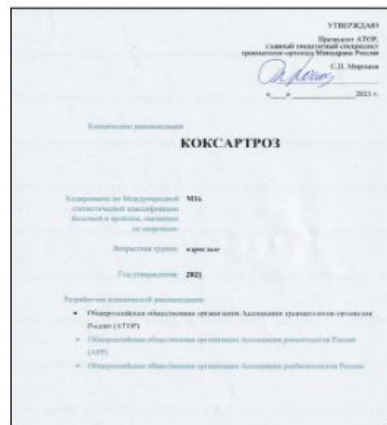 УТВЕРЖДАЮ
Президент АТОР,
главный внештатный специалист
травматолог-ортопед Минздрава России
С.П. Миронов
«___» 2021 г.
Клинические рекомендации
КОКСАРТРОЗ
Кодирование по Международной M16
статистической классификации
болезней и проблем, связанных
со здоровьем:
Возрастная группа: взрослые
Год утверждения: 2021
Разработчик клинической рекомендации:
• Общероссийская общественная организация Ассоциация травматологов-ортопедов
России (АТОР)
• Общероссийская общественная организация Ассоциация ревматологов России
(АРР)
• Общероссийская общественная организация Ассоциация реабилитологов России